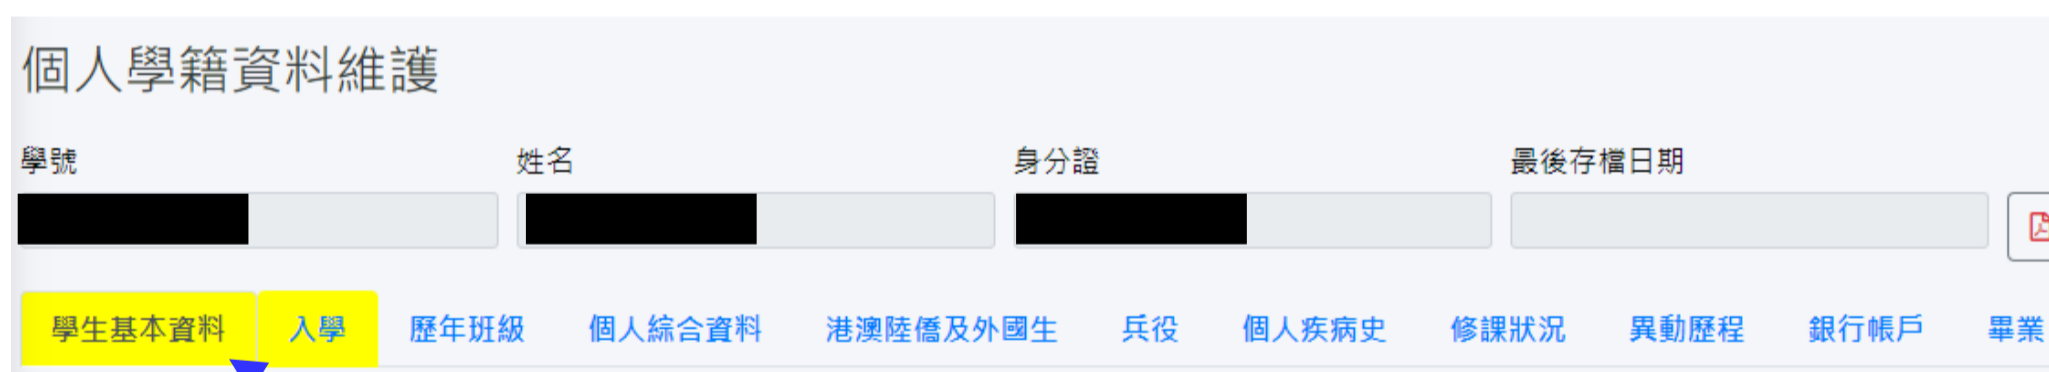 個人學籍資料維護
學號 姓名 身分證 最後存檔日期
學生基本資料 入學 歷年班級 個人綜合資料 港澳陸僑及外國生 兵役 個人疾病史 修課狀況 異動歷程 銀行帳戶 畢業